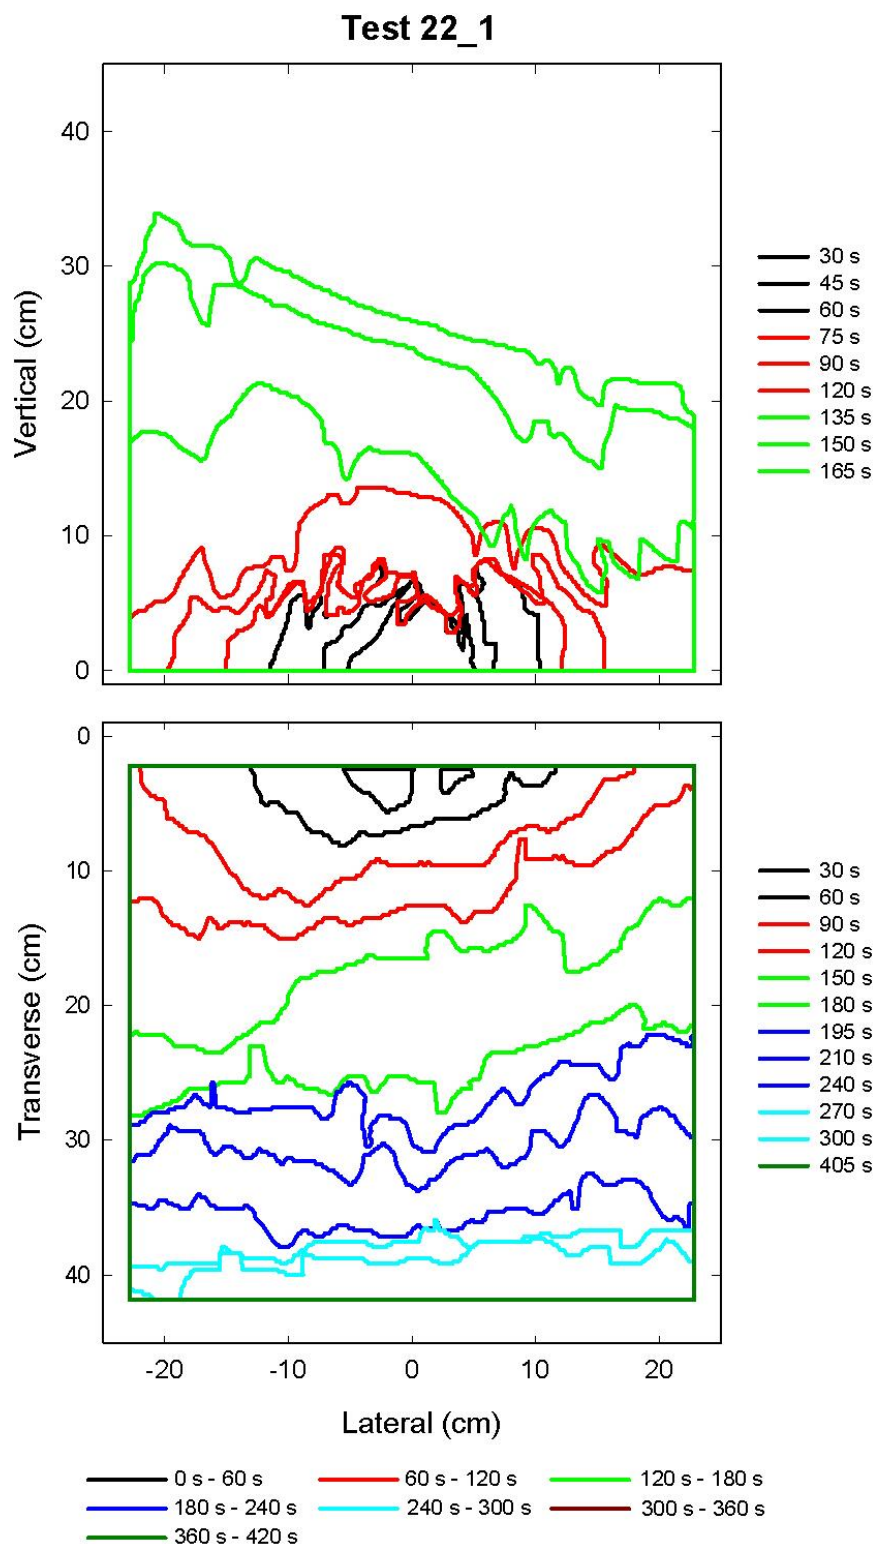 Test 22_1
40
30
20
10
0
Vertical (cm)
30 s
45 s
60 s
75 s
90 s
120 s
135 s
150 s
165 s
0
10
20
30
40
Transverse (cm)
30 s
60 s
90 s
120 s
150 s
180 s
195 s
210 s
240 s
270 s
300 s
405 s
-20 -10 0 10 20
Lateral (cm)
0 s - 60 s 60 s - 120 s 120 s - 180 s
180 s - 240 s 240 s - 300 s 300 s - 360 s
360 s - 420 s